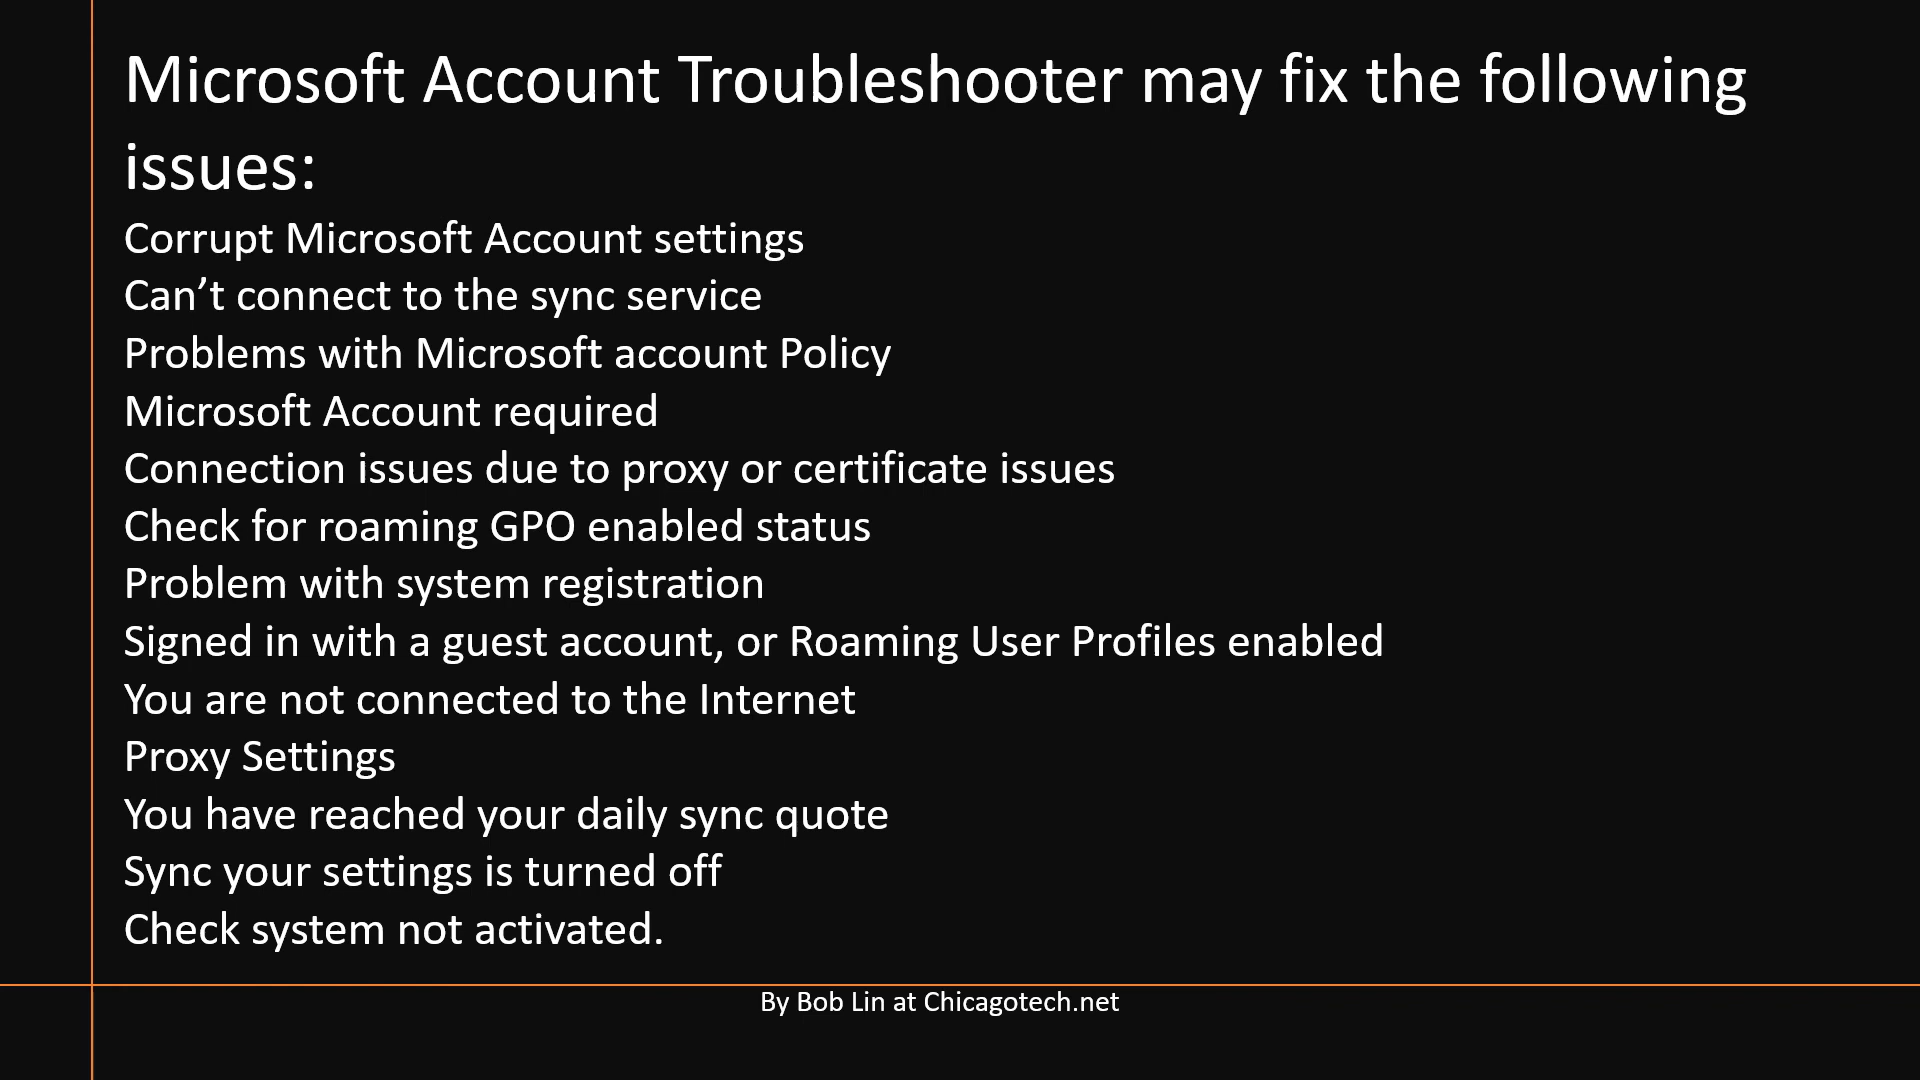 Microsoft Account Troubleshooter may fix the following
issues:
Corrupt Microsoft Account settings
Can’t connect to the sync service
Problems with Microsoft account Policy
Microsoft Account required
Connection issues due to proxy or certificate issues
Check for roaming GPO enabled status
Problem with system registration
Signed in with a guest account, or Roaming User Profiles enabled
You are not connected to the Internet
Proxy Settings
You have reached your daily sync quote
Sync your settings is turned off
Check system not activated.
By Bob Lin at Chicagotech.net